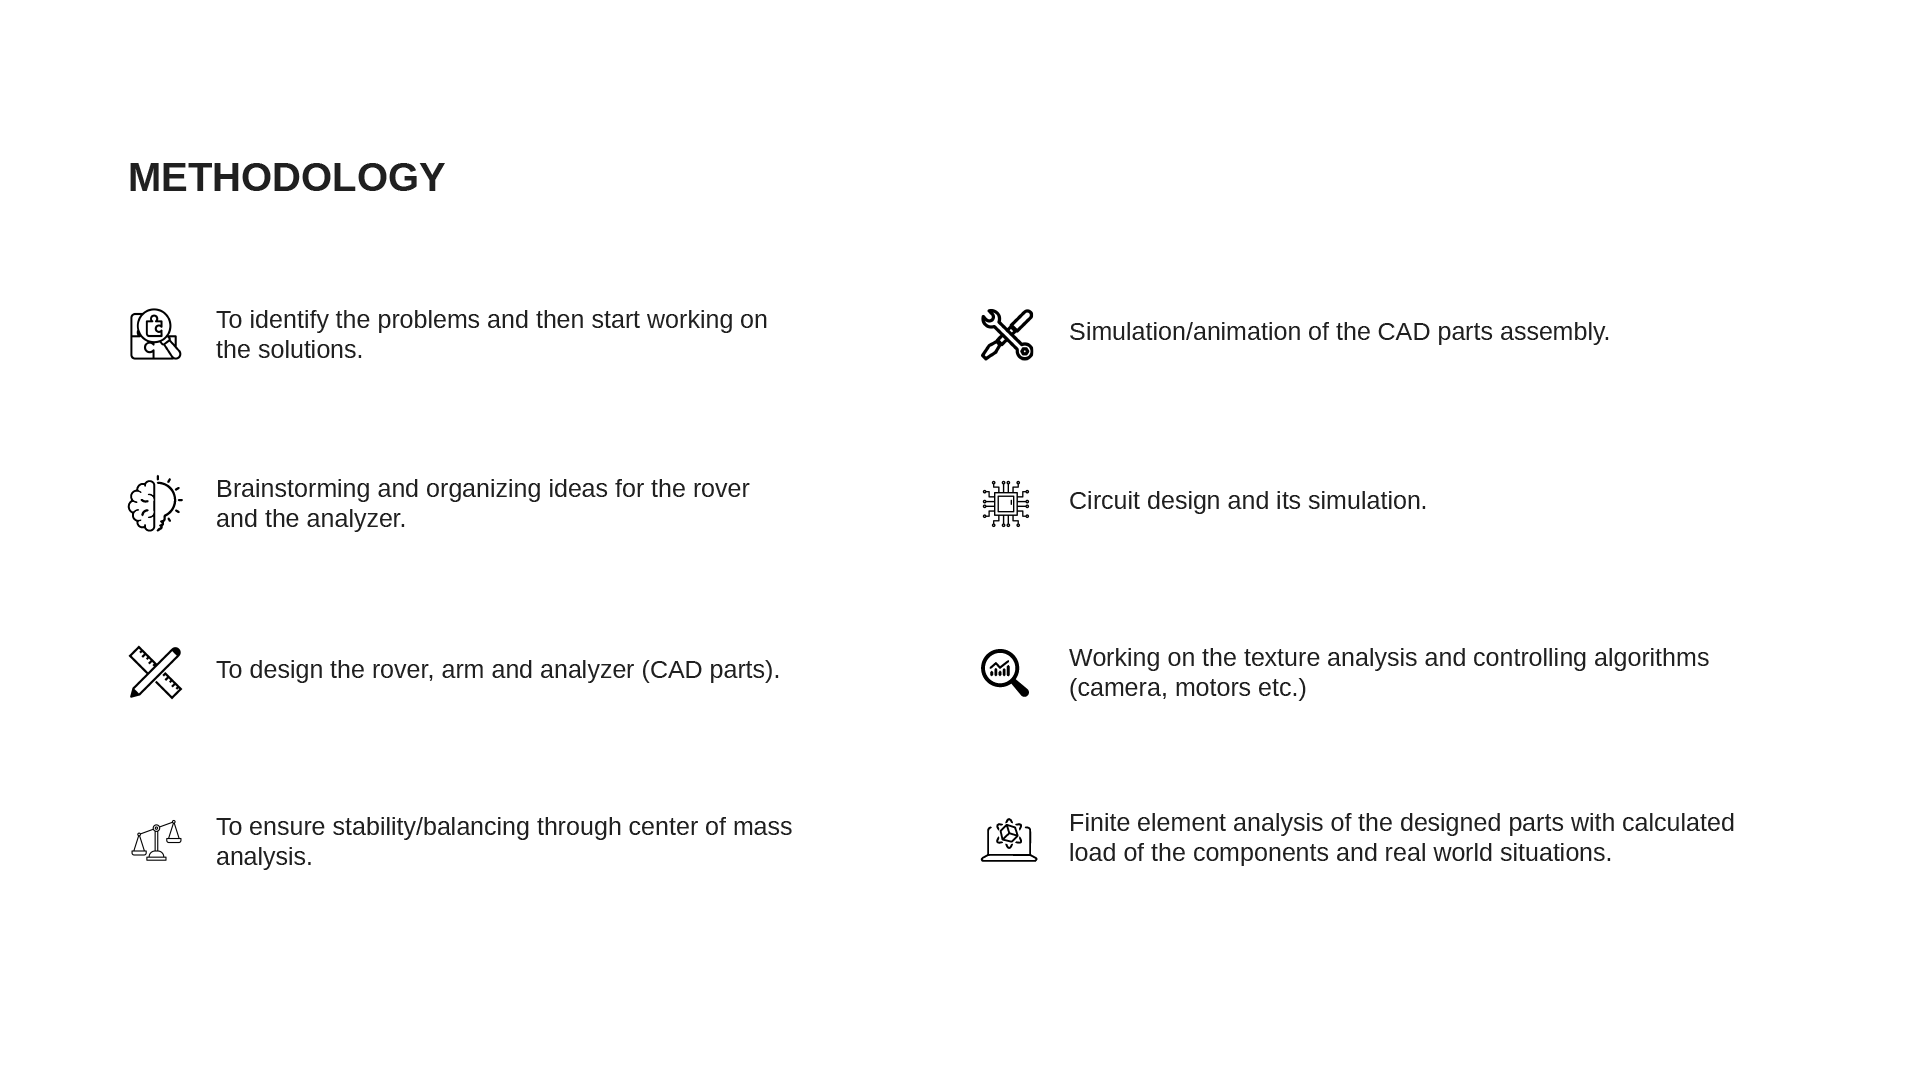 METHODOLOGY
To identify the problems and then start working on
the solutions.
Brainstorming and organizing ideas for the rover
and the analyzer.
To design the rover, arm and analyzer (CAD parts).
To ensure stability/balancing through center of mass
analysis.
Simulation/animation of the CAD parts assembly.
Circuit design and its simulation.
Working on the texture analysis and controlling algorithms
(camera, motors etc.)
Finite element analysis of the designed parts with calculated
load of the components and real world situations.